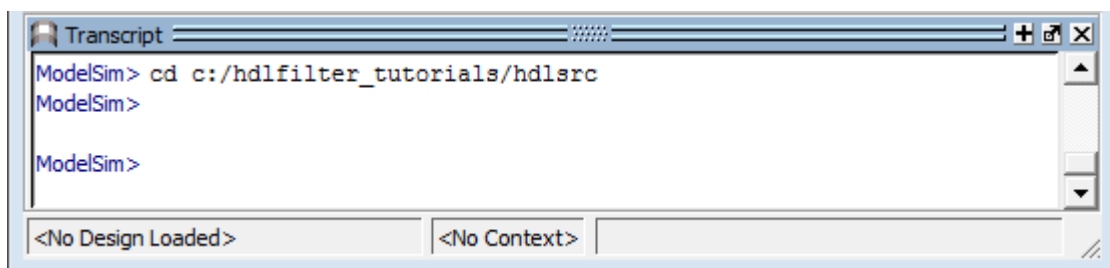 Transcript
ModelSim> cd c:/hdlfilter_tutorials/hdlsrc
ModelSim>
ModelSim>
<No Design Loaded>
<No Context>